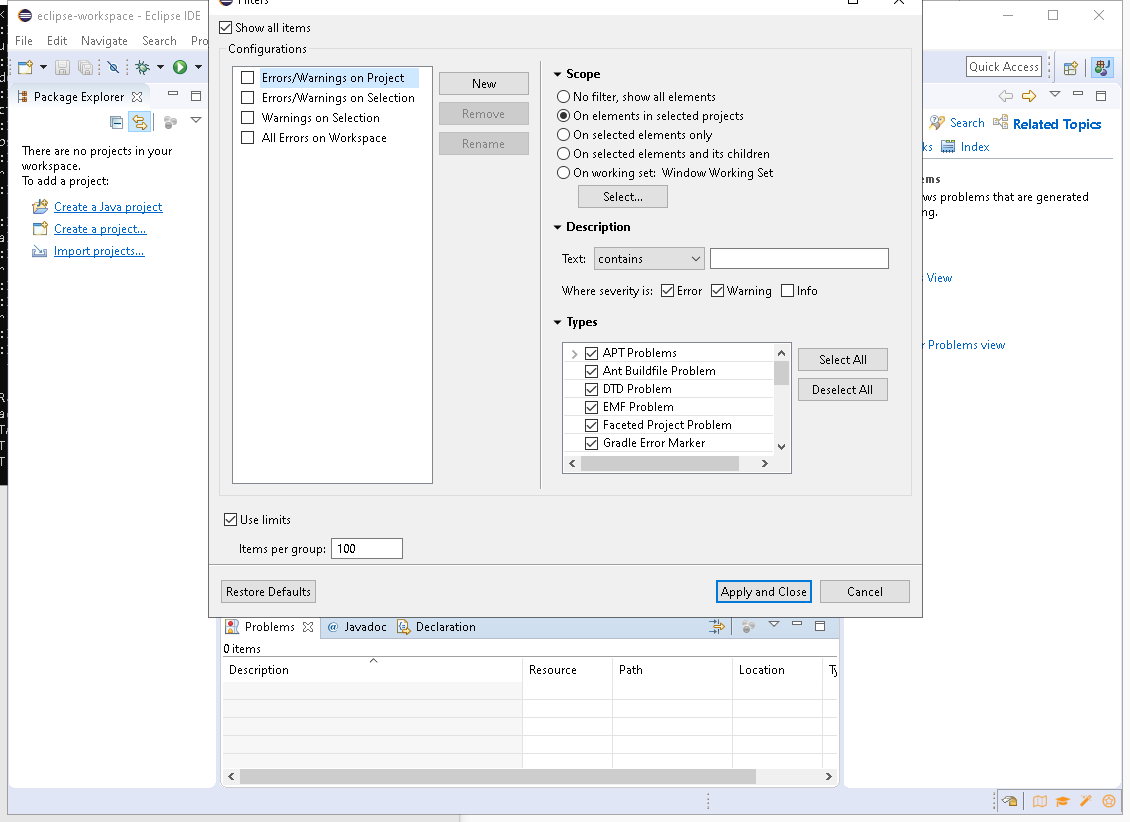 eclipse-workspace - Eclipse IDE
Filters
File Edit Navigate Search Pro
Quick Access
Package Explorer
There are no projects in your
workspace.
To add a project:
Create a Java project
Create a project...
Import projects...
Show all items
Configurations
Errors/Warnings on Project
Errors/Warnings on Selection
Warnings on Selection
All Errors on Workspace
New
Remove
Rename
Scope
No filter, show all elements
On elements in selected projects
On selected elements only
On selected elements and its children
On working set: Window Working Set
Select...
Description
Text: contains
Where severity is: Error Warning Info
Types
APT Problems
Ant Buildfile Problem
DTD Problem
EMF Problem
Faceted Project Problem
Gradle Error Marker
Select All
Deselect All
Use limits
Items per group: 100
Restore Defaults
Apply and Close
Cancel
Search Related Topics
ks Index
ms
ws problems that are generated
ng.
View
r Problems view
Problems @ Javadoc Declaration
0 items
Description Resource Path Location Ty